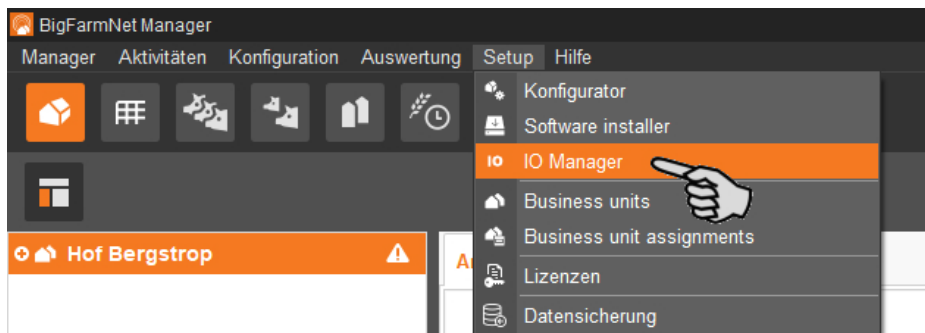 BigFarmNet Manager
Manager Aktivitäten Konfiguration Auswertung Setup Hilfe
Konfigurator
Software installer
IO IO Manager
Business units
Hof Bergstrop
Business unit assignments
Lizenzen
Datensicherung